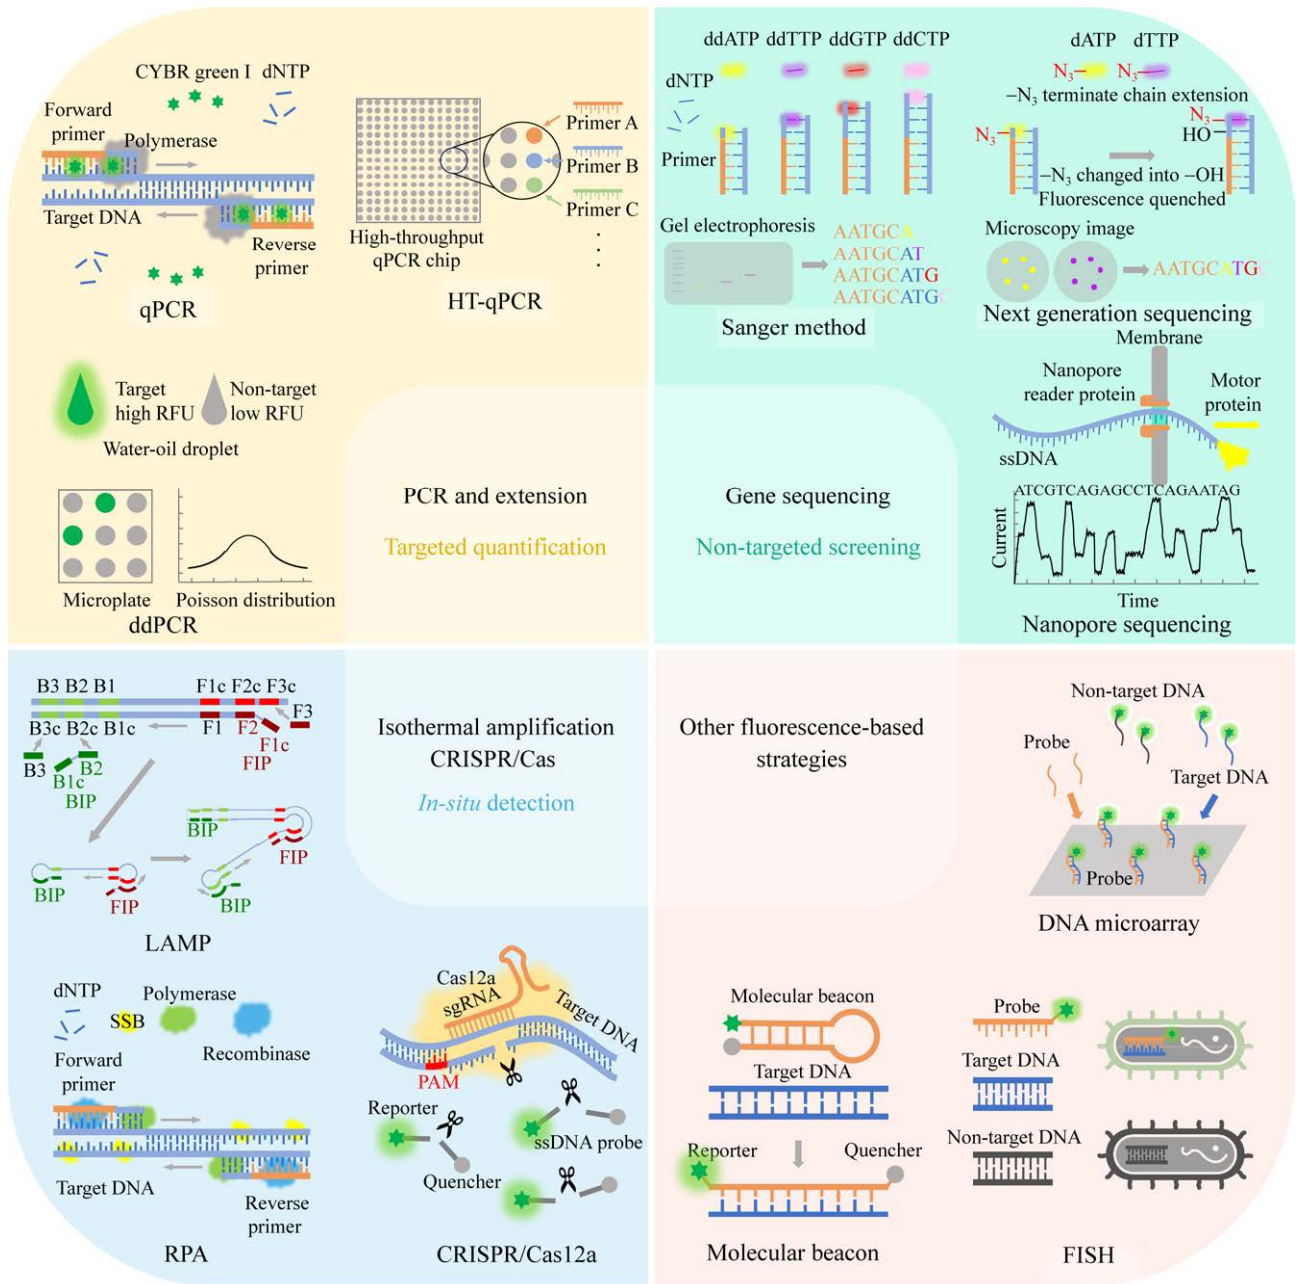 CYBR green I
dNTP
Forward
primer
Polymerase
Target DNA
Reverse
primer
qPCR
Primer A
Primer B
Primer C
High-throughput
qPCR chip
HT-qPCR
Target
high RFU
Non-target
low RFU
Water-oil droplet
Microplate
Poisson distribution
ddPCR
PCR and extension
Targeted quantification
ddATP ddTTP ddGTP ddCTP
dNTP
Primer
Gel electrophoresis
AATGCA
AATGCAT
AATGCATG
AATGCATGC
Sanger method
dATP dTTP
N3 N3
–N3 terminate chain extension
N3
N3
HO
–N3 changed into –OH
Fluorescence quenched
Microscopy image
AATGCATGC
Next generation sequencing
Membrane
Nanopore
reader protein
Motor
protein
ssDNA
ATCGTCAGAGCCTCAGAATAG
Current
Time
Nanopore sequencing
Gene sequencing
Non-targeted screening
B3 B2 B1
F1c F2c F3c
B3c B2c B1c
F1 F2 F3
F1c
FIP
B3
B2
B1c
BIP
BIP
FIP
BIP
FIP
BIP
LAMP
Isothermal amplification
CRISPR/Cas
In-situ detection
dNTP
SSB
Polymerase
Recombinase
Forward
primer
Target DNA
Reverse
primer
RPA
Cas12a
sgRNA
Target DNA
PAM
Reporter
Quencher
ssDNA probe
CRISPR/Cas12a
Other fluorescence-based
strategies
Non-target DNA
Probe
Target DNA
Probe
DNA microarray
Molecular beacon
Target DNA
Reporter
Quencher
Molecular beacon
Probe
Target DNA
Non-target DNA
FISH